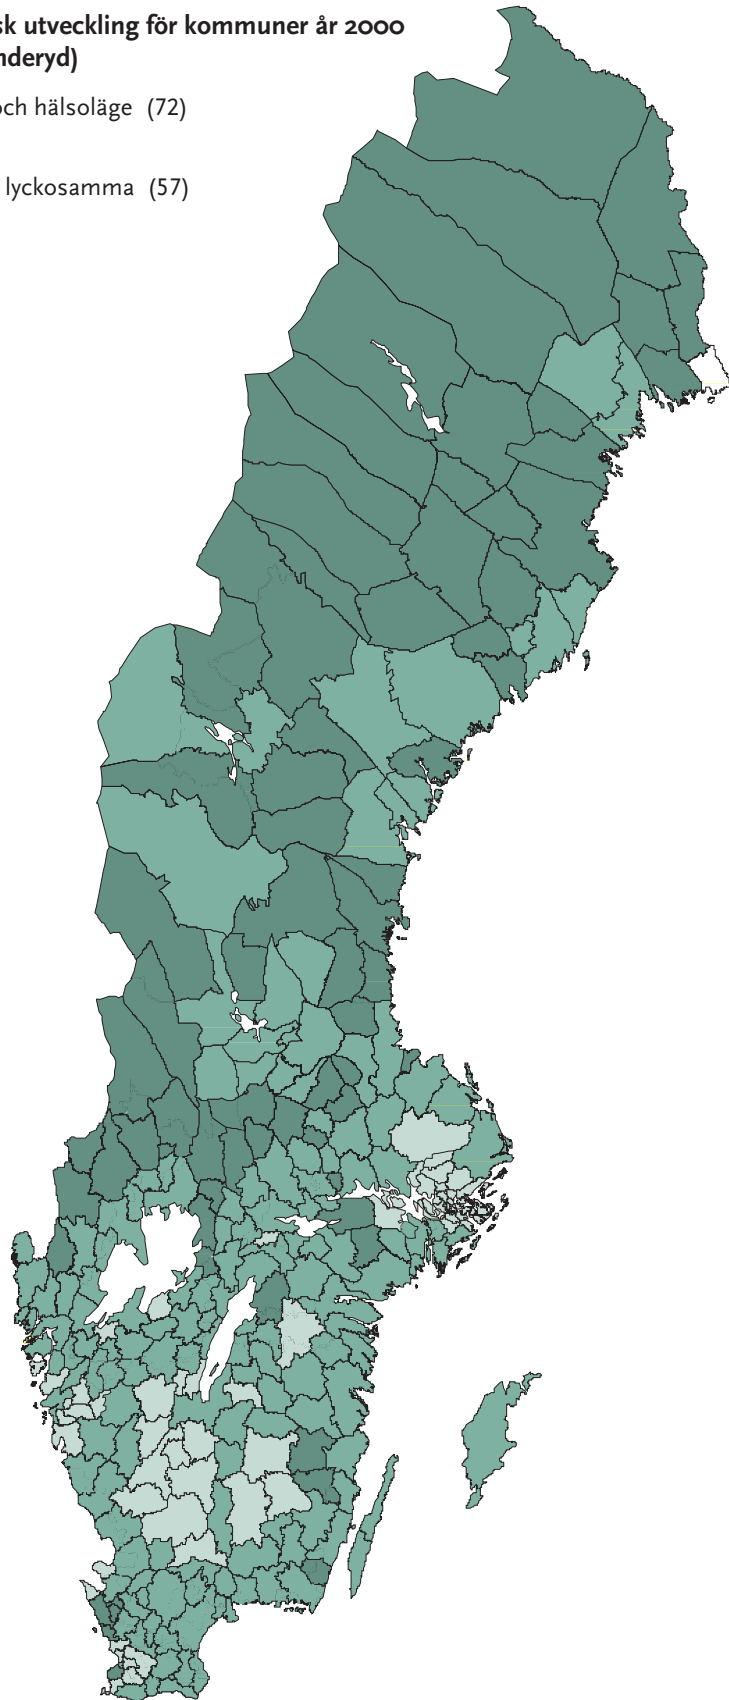 sk utveckling för kommuner år 2000
nderyd)
och hälsoläge (72)
lyckosamma (57)